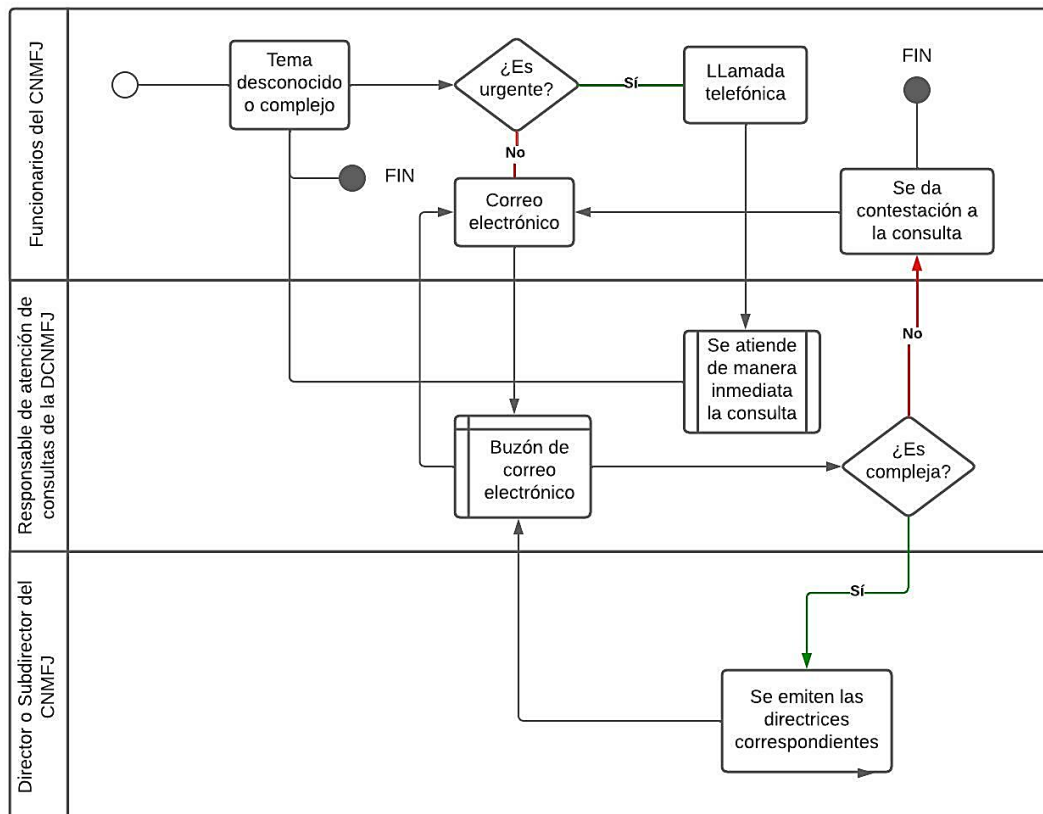 Funcionarios del CNMFJ
Tema
desconocido
o complejo
¿Es
urgente?
Sí
LLamada
telefónica
FIN
No
FIN
Correo
electrónico
Se da
contestación a
la consulta
Responsable de atención de
consultas de la DCNMFJ
Se atiende
de manera
inmediata
la consulta
No
Buzón de
correo
electrónico
¿Es
compleja?
Director o Subdirector del
CNMFJ
Sí
Se emiten las
directrices
correspondientes